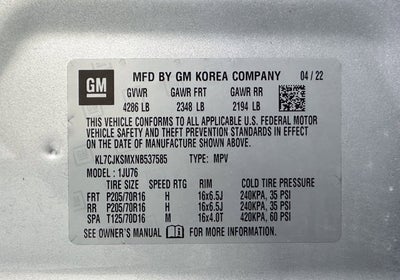 GM MFD BY GM KOREA COMPANY 04 / 22
GVWR GAWR FRT GAWR RR
4286 LB 2348 LB 2194 LB
THIS VEHICLE CONFORMS TO ALL APPLICABLE U.S. FEDERAL MOTOR
VEHICLE SAFETY AND THEFT PREVENTION STANDARDS IN EFFECT ON
THE DATE OF MANUFACTURE SHOWN ABOVE.
KL7CJKSMXNB537585 TYPE: MPV
MODEL: 1JU76
TIRE SIZE SPEED RTG RIM COLD TIRE PRESSURE
FRT P205/70R16 H 16x6.5J 240KPA, 35 PSI
RR P205/70R16 H 16x6.5J 240KPA, 35 PSI
SPA T125/70D16 M 16x4.0T 420KPA, 60 PSI
SEE OWNER'S MANUAL FOR MORE INFORMATION.